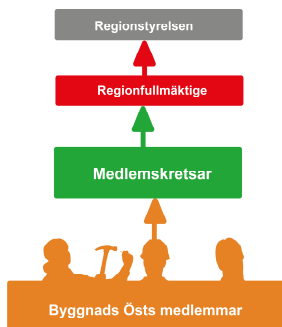 Regionstyrelsen
Regionfullmäktige
Medlemskretsar
Byggnads Östs medlemmar